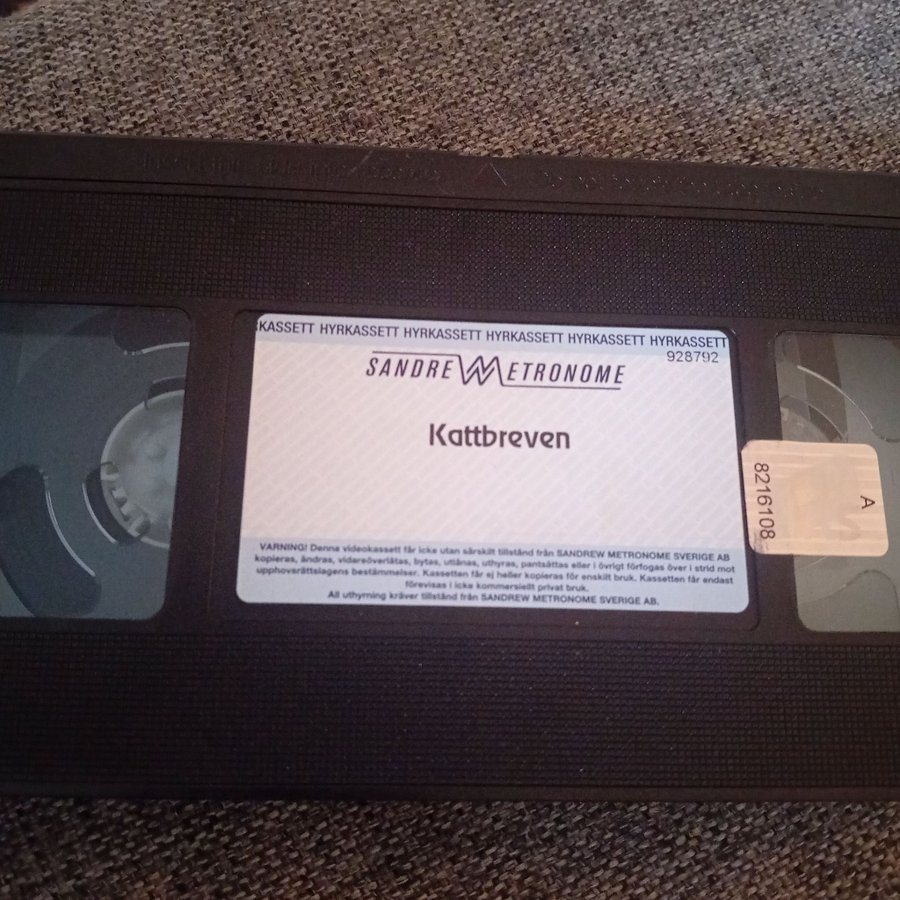 KASSETT HYRKASSETT HYRKASSETT HYRKASSETT HYRKASSETT HYRKASSETT
928792
SANDREW METRONOME
Kattbreven
VARNING! Denna videokassett får icke utan särskilt tillstånd från SANDREW METRONOME SVERIGE AB
kopieras, ändras, vidareöverlåtas, bytas, utlånas, uthyras, pantsättas eller i övrigt förfogas över i strid mot
upphovsrättslagens bestämmelser. Kassetten får ej heller kopieras för enskilt bruk. Kassetten får endast
förevisas i icke kommersiellt privat bruk.
All uthyrning kräver tillstånd från SANDREW METRONOME SVERIGE AB.
A
8216108